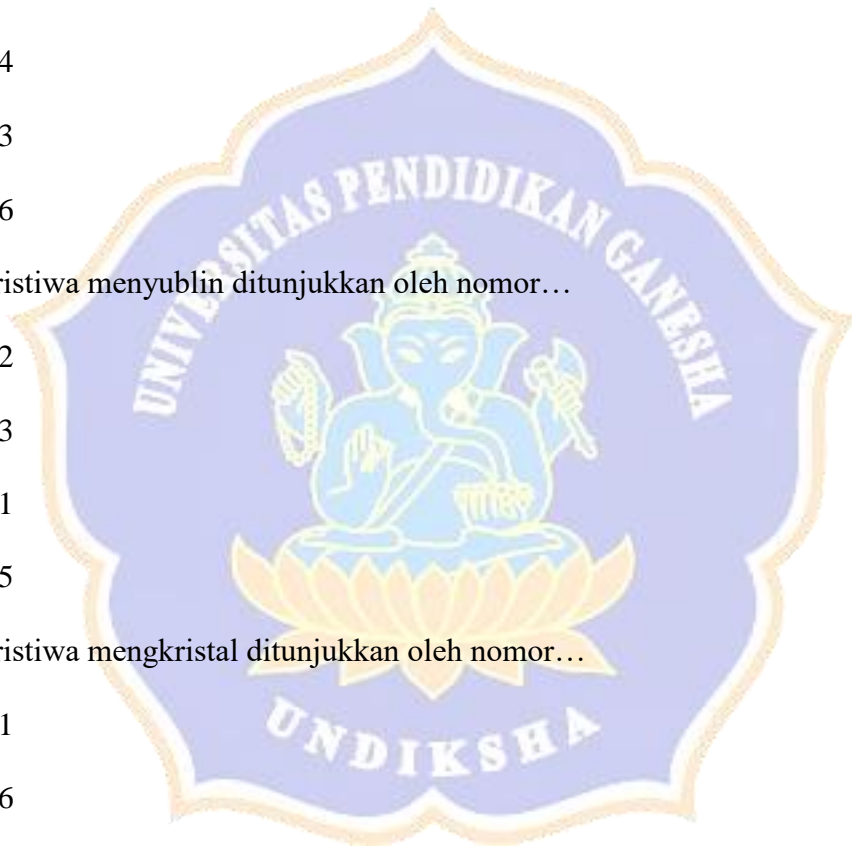 4
3
6
UNIVERSITAS PENDIDIKAN GANESHA
ristiwa menyublin ditunjukkan oleh nomor…
2
3
1
5
ristiwa mengkristal ditunjukkan oleh nomor…
1
UNDIKSHA
6